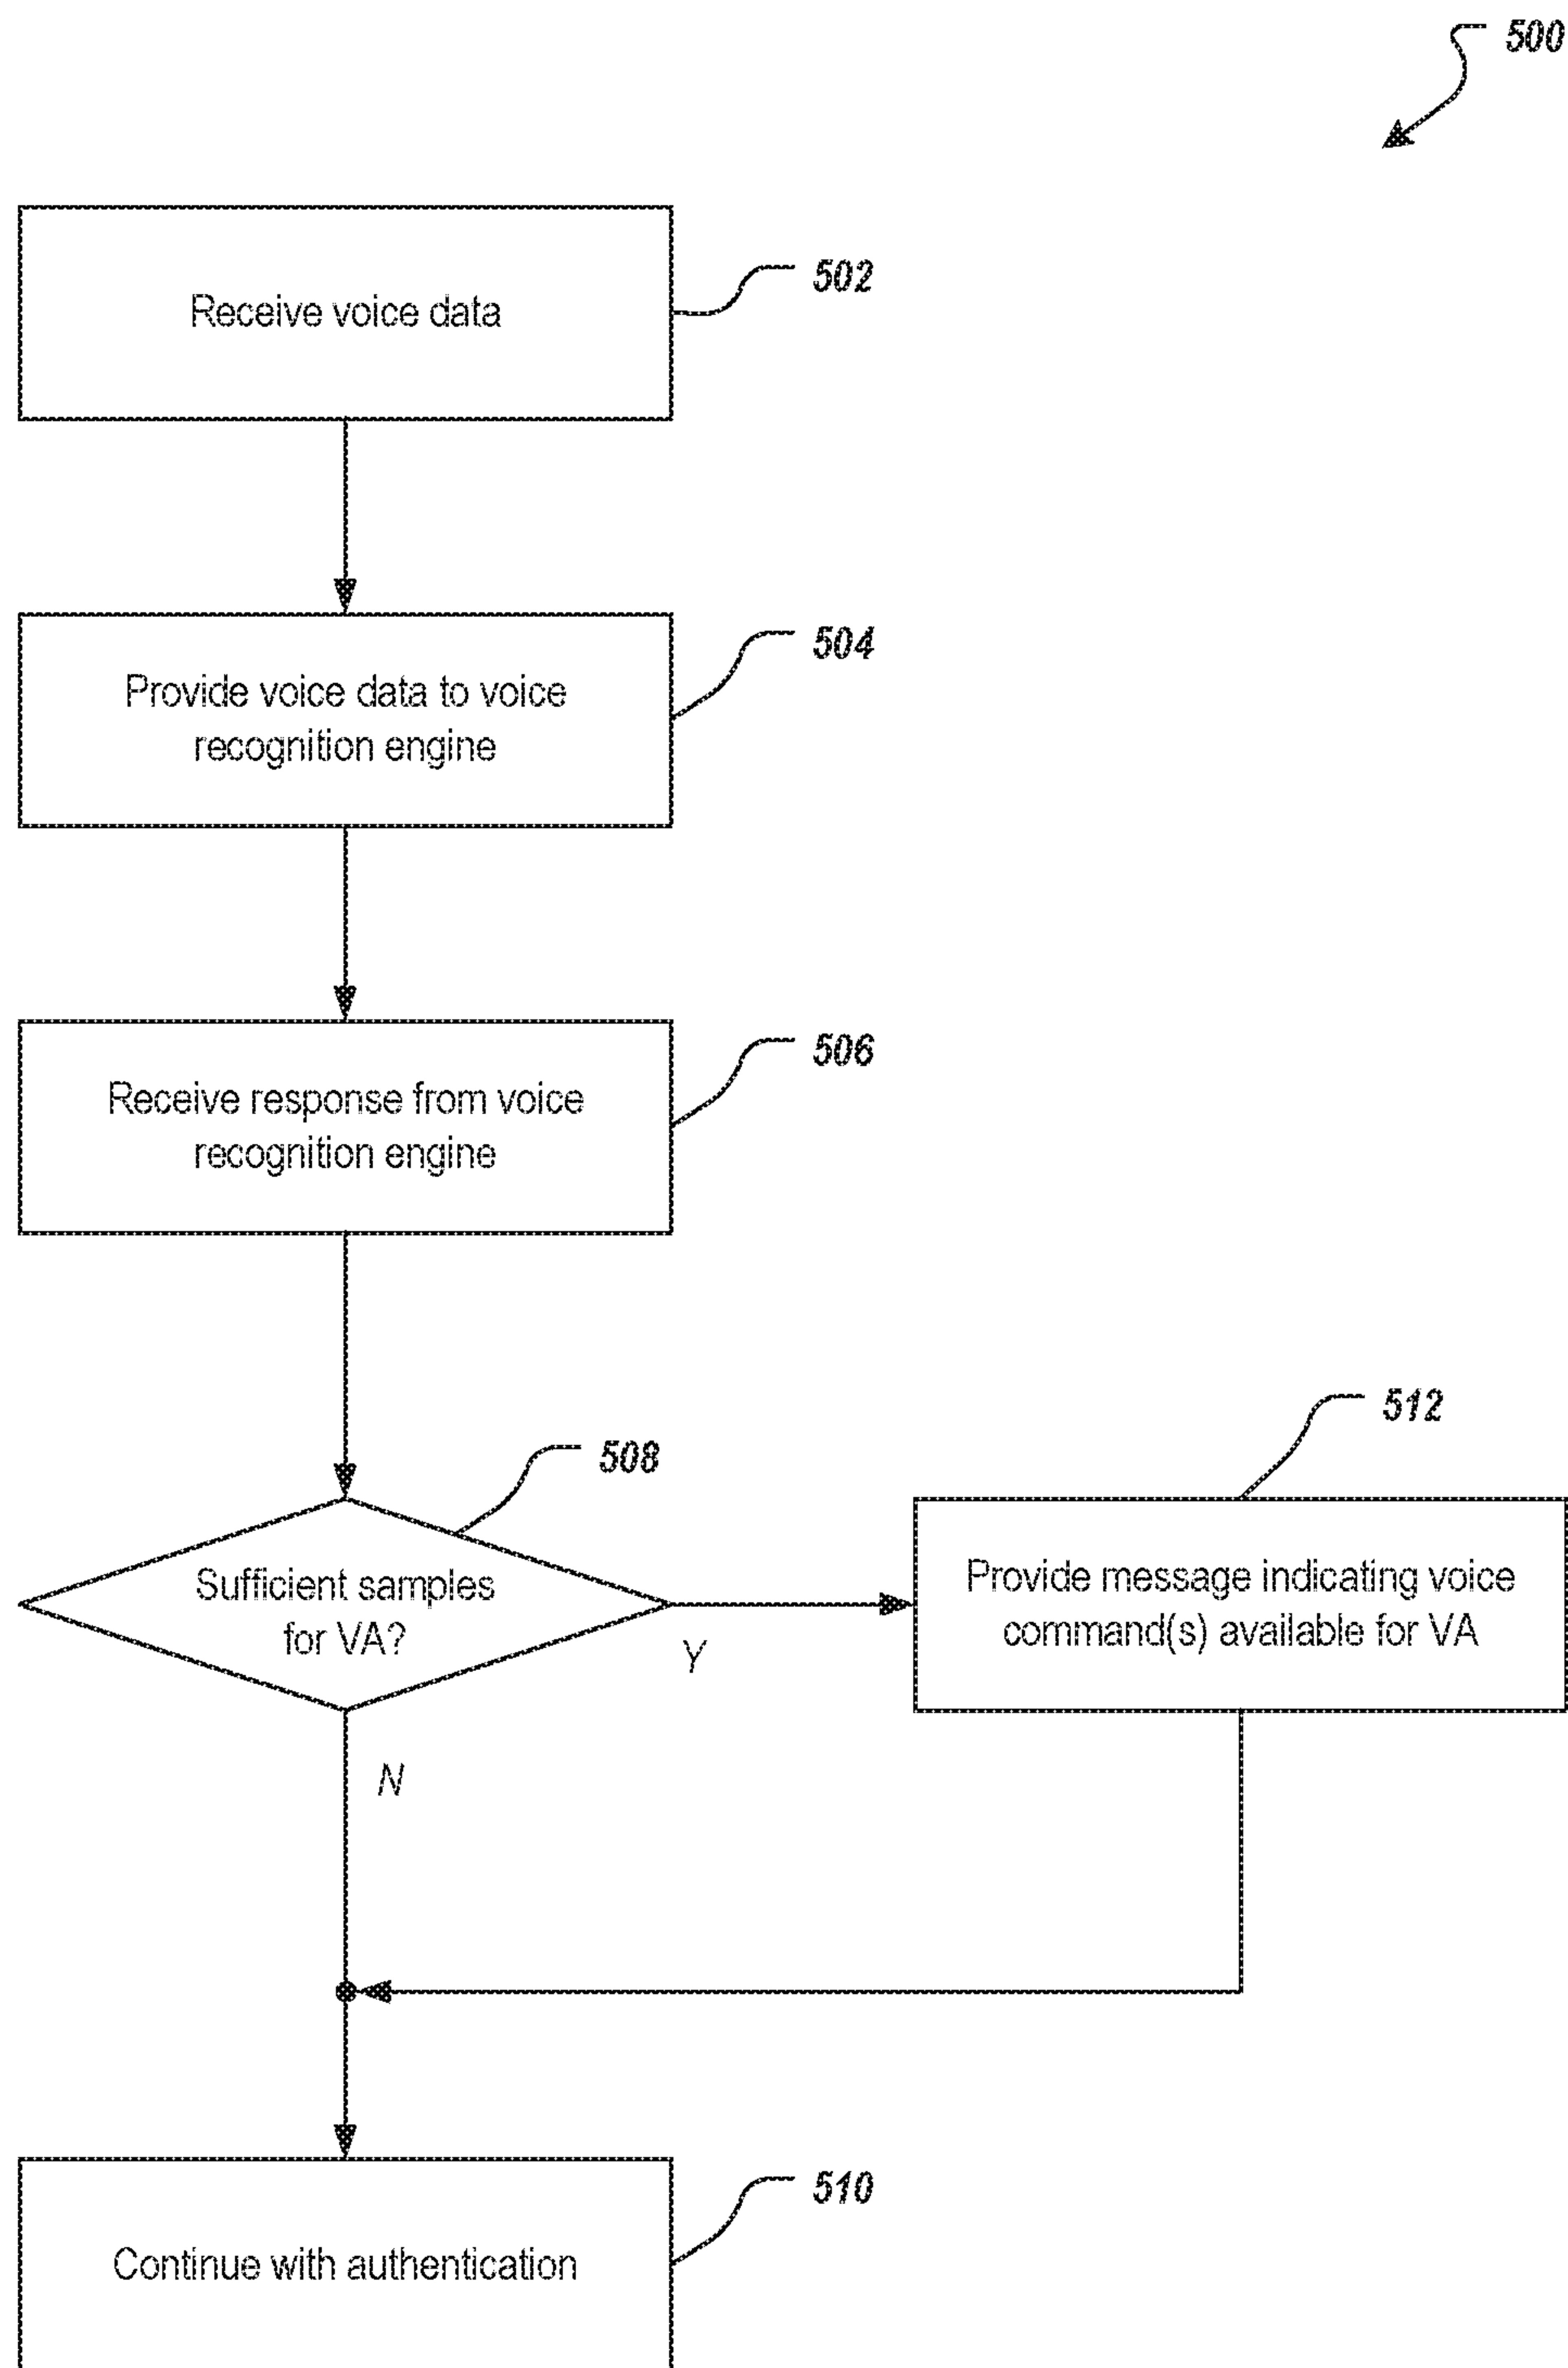 500
Receive voice data
502
Provide voice data to voice
recognition engine
504
Receive response from voice
recognition engine
506
Sufficient samples
for VA?
508
Y
N
Provide message indicating voice
command(s) available for VA
512
Continue with authentication
510